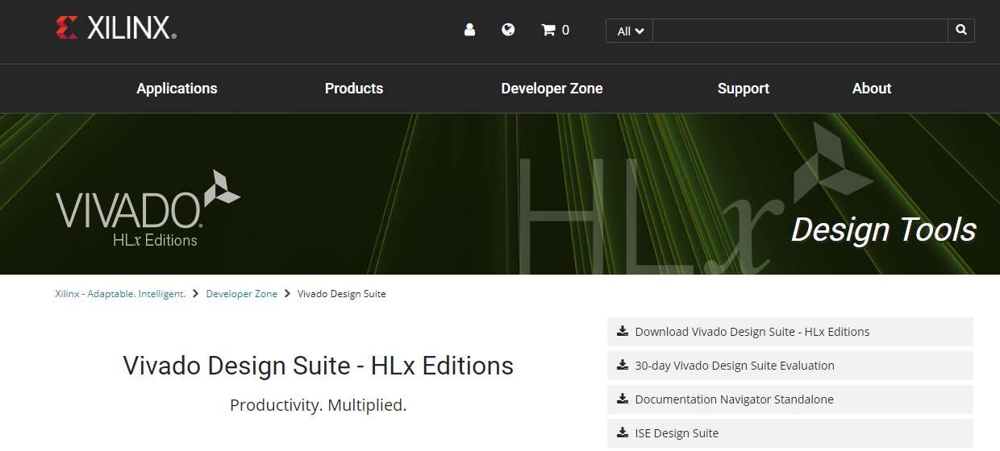 XILINX®
0
All
Applications
Products
Developer Zone
Support
About
VIVADO®
HLx Editions
HLx
Design Tools
Xilinx - Adaptable. Intelligent. > Developer Zone > Vivado Design Suite
Vivado Design Suite - HLx Editions
Productivity. Multiplied.
Download Vivado Design Suite - HLx Editions
30-day Vivado Design Suite Evaluation
Documentation Navigator Standalone
ISE Design Suite